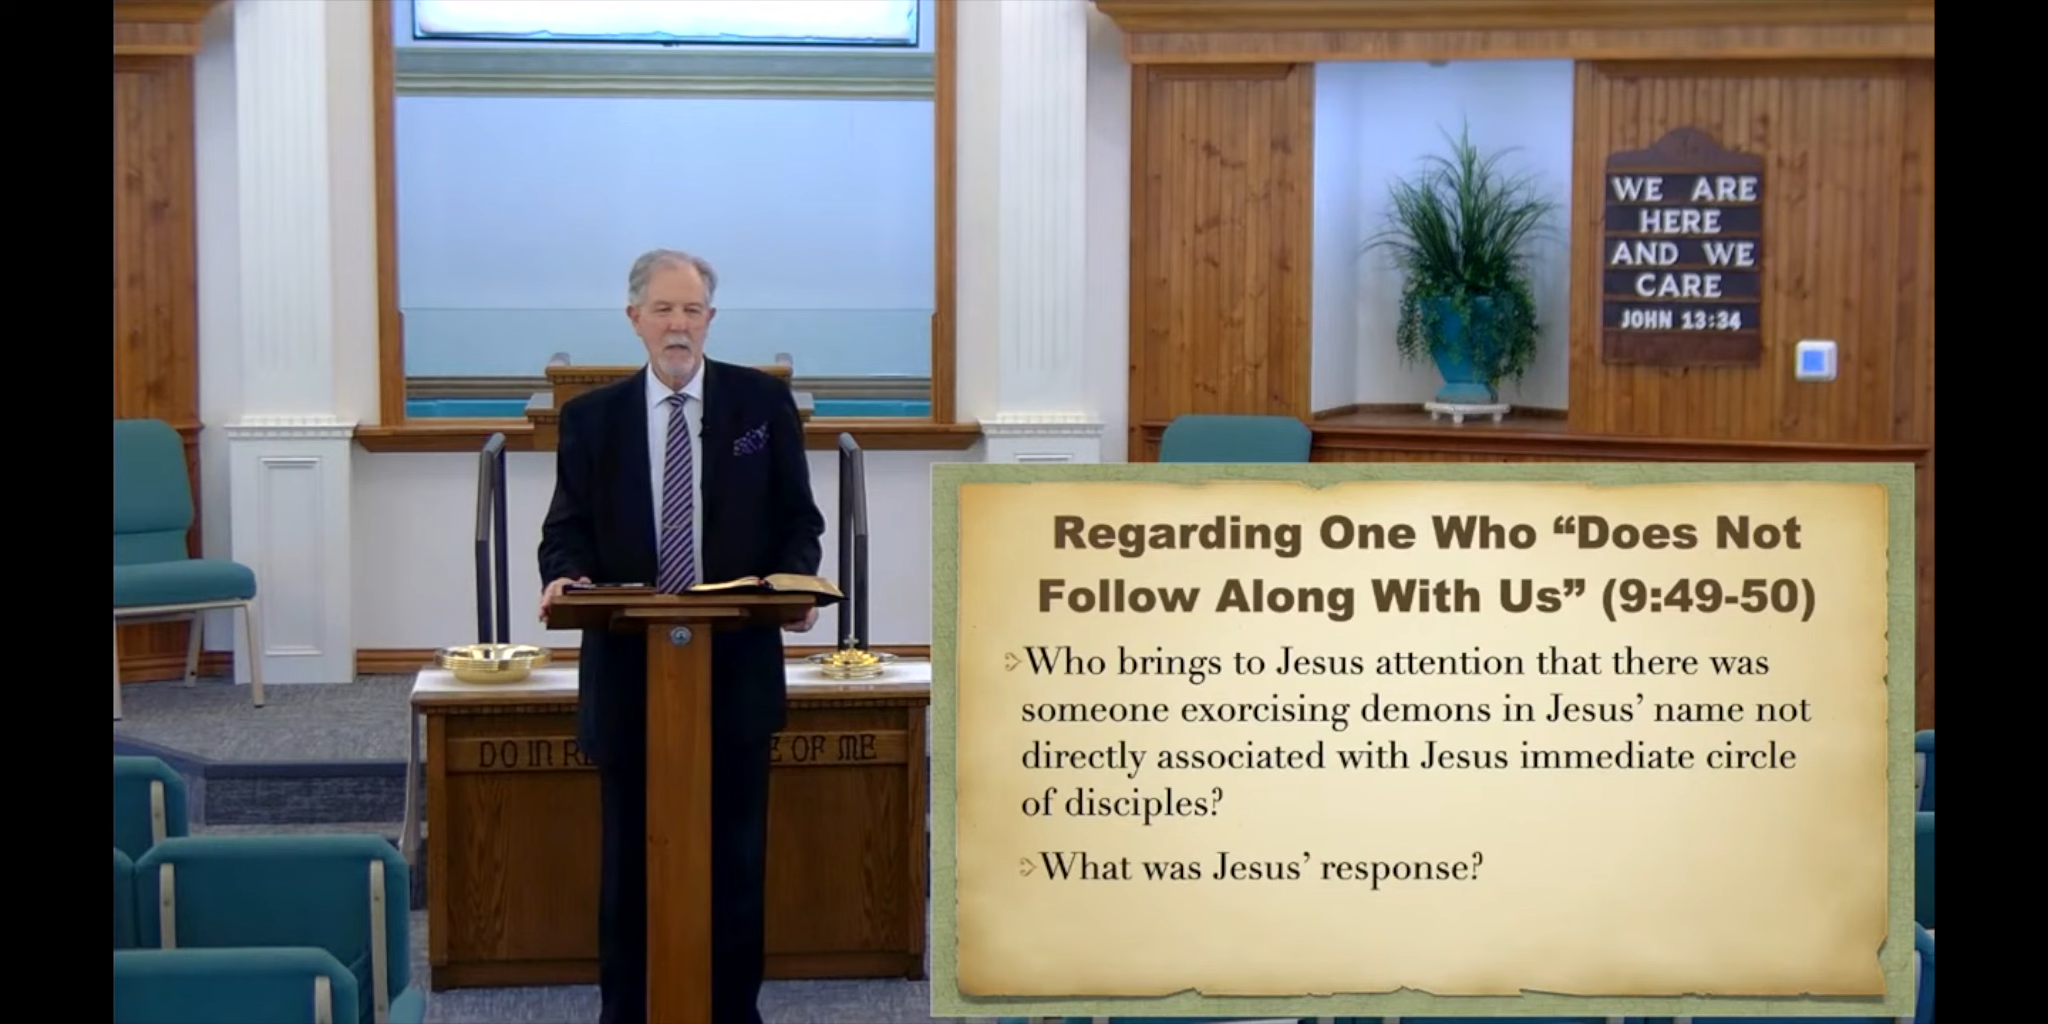 WE ARE
HERE
AND WE
CARE
JOHN 13:34
DO IN RE
E OF ME
Regarding One Who “Does Not
Follow Along With Us” (9:49-50)
Who brings to Jesus attention that there was
someone exorcising demons in Jesus’ name not
directly associated with Jesus immediate circle
of disciples?
What was Jesus’ response?